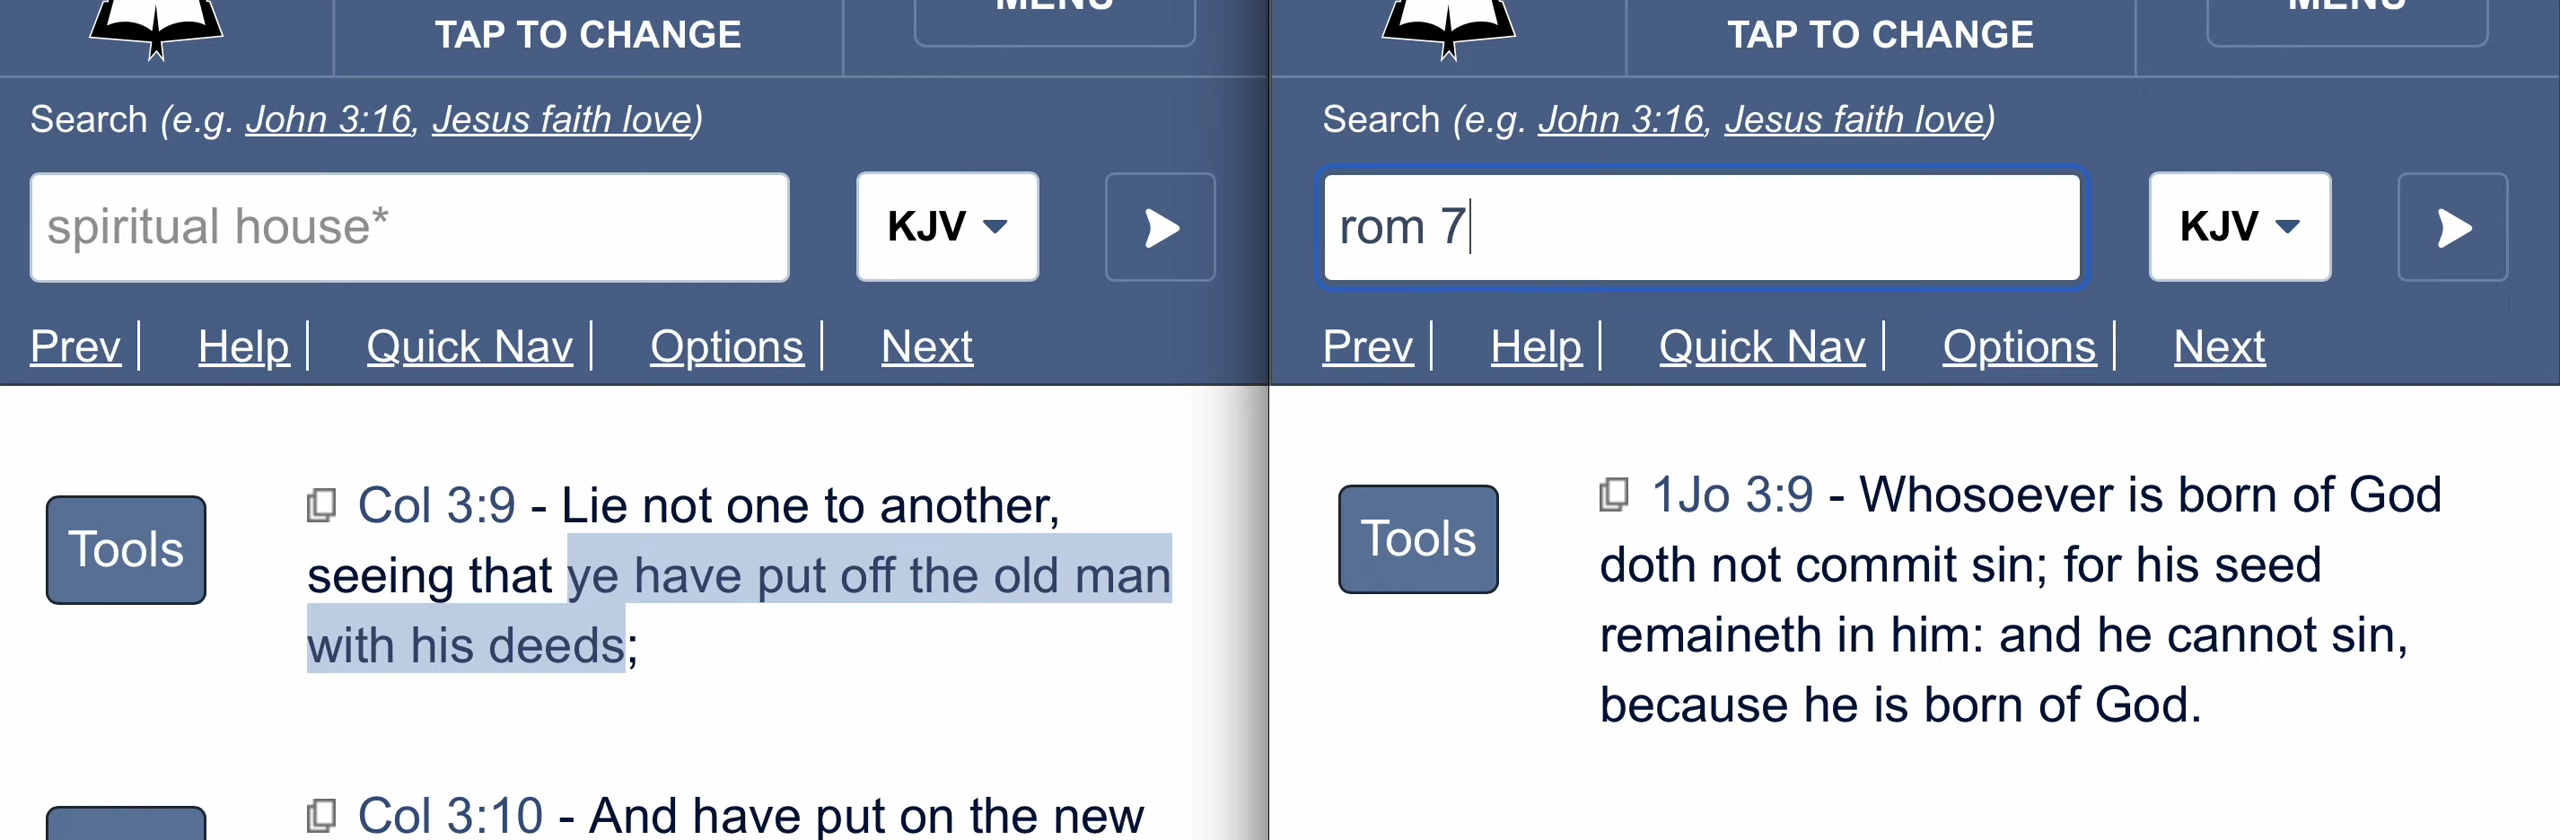 MENU
TAP TO CHANGE
Search (e.g. John 3:16, Jesus faith love)
spiritual house*
KJV
Prev
Help
Quick Nav
Options
Next
Tools
Col 3:9 - Lie not one to another,
seeing that ye have put off the old man
with his deeds;
Col 3:10 - And have put on the new
MENU
TAP TO CHANGE
Search (e.g. John 3:16, Jesus faith love)
rom 7
KJV
Prev
Help
Quick Nav
Options
Next
Tools
1Jo 3:9 - Whosoever is born of God
doth not commit sin; for his seed
remaineth in him: and he cannot sin,
because he is born of God.